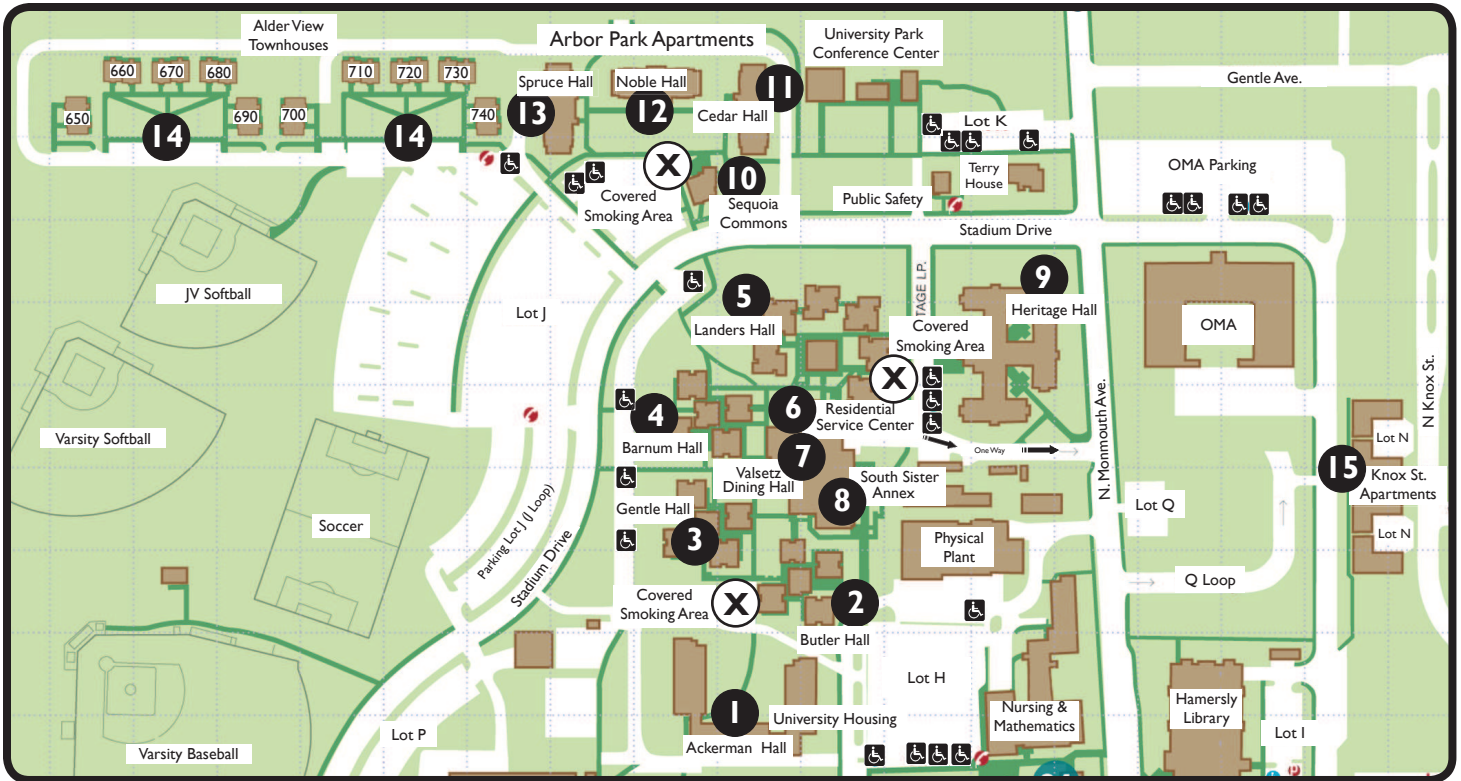 Alder View
Townhouses
Arbor Park Apartments
University Park
Conference Center
660
670
680
710
720
730
Spruce Hall
Noble Hall
11
Gentle Ave.
650
690
700
740
13
12
Cedar Hall
Lot K
14
14
X
10
Covered
Smoking Area
Sequoia
Commons
Public Safety
Terry
House
OMA Parking
Stadium Drive
JV Softball
Lot J
5
Landers Hall
TAGE LP.
9
Heritage Hall
Covered
Smoking Area
X
OMA
N. Monmouth Ave.
N Knox St.
Varsity Softball
4
Barnum Hall
6
Residential
Service Center
One Way
7
Valsetz
Dining Hall
8
South Sister
Annex
15
Lot N
Knox St.
Apartments
Lot N
Soccer
Parking Lot J (J Loop)
Stadium Drive
Gentle Hall
3
Physical
Plant
Lot Q
Q Loop
Covered
Smoking Area
X
2
Butler Hall
Lot H
1
University Housing
Ackerman Hall
Nursing &
Mathematics
Hamersly
Library
Lot I
Lot P
Varsity Baseball